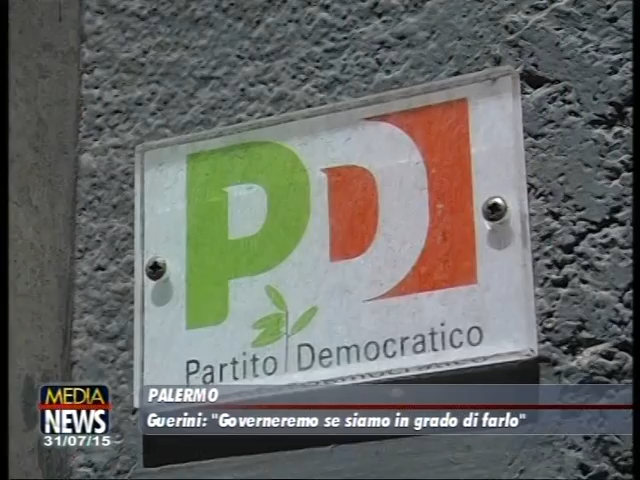 PD
Partito Democratico
MEDIA
NEWS
31/07/15
PALERMO
Guerini: "Governeremo se siamo in grado di farlo"